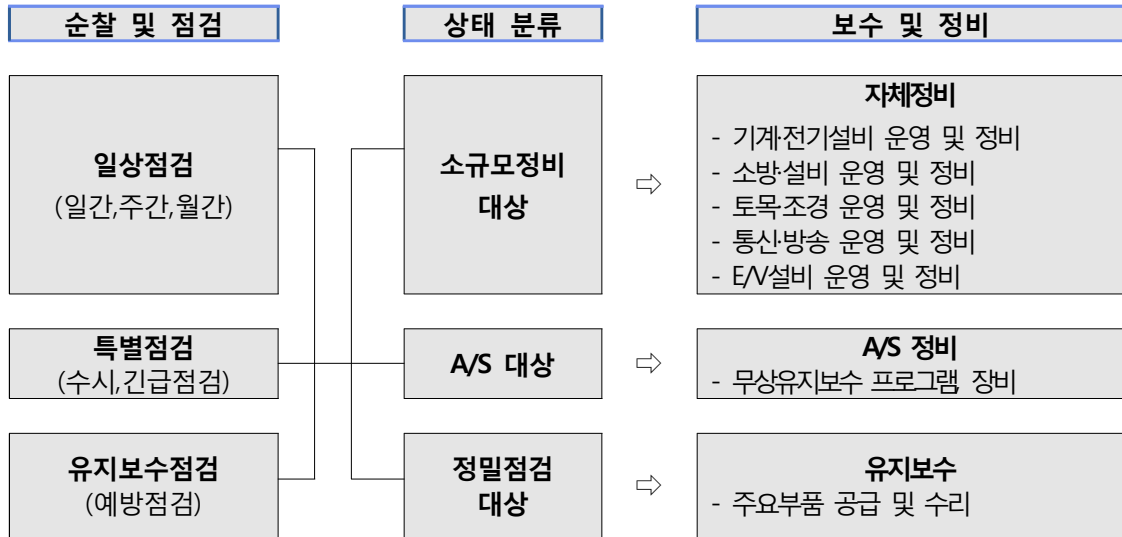 순찰 및 점검
상태 분류
보수 및 정비
일상점검
(일간,주간,월간)
소규모정비
대상
⇨
자체정비
- 기계·전기설비 운영 및 정비
- 소방·설비 운영 및 정비
- 토목·조경 운영 및 정비
- 통신·방송 운영 및 정비
- E/V설비 운영 및 정비
특별점검
(수시,긴급점검)
A/S 대상
⇨
A/S 정비
- 무상유지보수 프로그램, 장비
유지보수점검
(예방점검)
정밀점검
대상
⇨
유지보수
- 주요부품 공급 및 수리